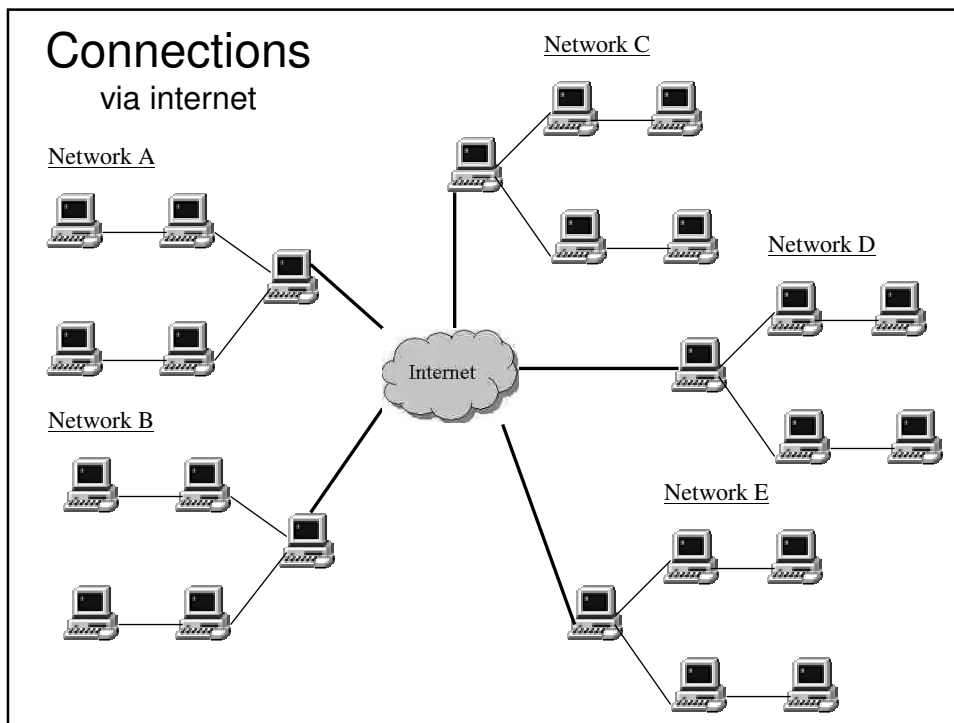 Connections
via internet
Network A
Network B
Network C
Network D
Network E
Internet